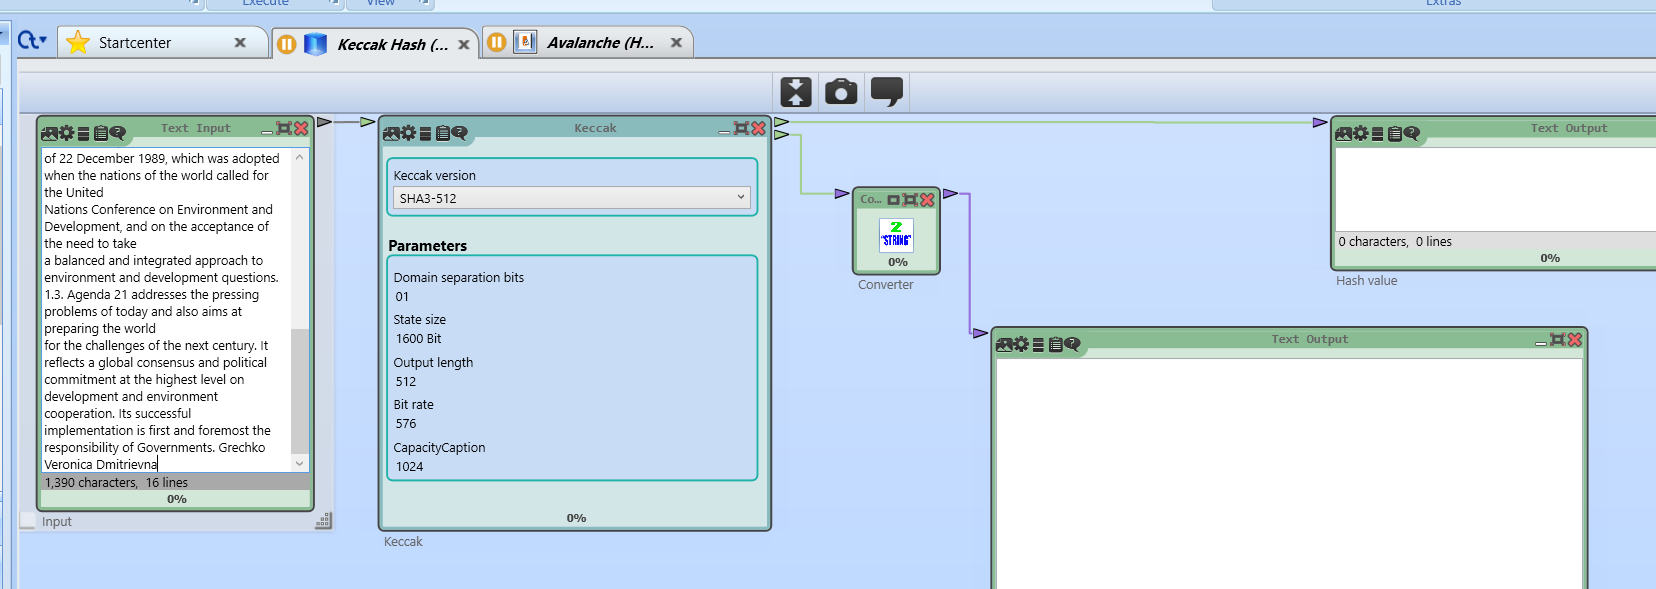 Execute
View
Extras
Startcenter
Keccak Hash (...
Avalanche (H...
Text Input
of 22 December 1989, which was adopted
when the nations of the world called for
the United
Nations Conference on Environment and
Development, and on the acceptance of
the need to take
a balanced and integrated approach to
environment and development questions.
1.3. Agenda 21 addresses the pressing
problems of today and also aims at
preparing the world
for the challenges of the next century. It
reflects a global consensus and political
commitment at the highest level on
development and environment
cooperation. Its successful
implementation is first and foremost the
responsibility of Governments. Grechko
Veronica Dmitrievna
1,390 characters, 16 lines
0%
Input
Keccak
Keccak version
SHA3-512
Parameters
Domain separation bits
01
State size
1600 Bit
Output length
512
Bit rate
576
CapacityCaption
1024
0%
Keccak
Co...
2
"STRING"
0%
Converter
Text Output
0 characters, 0 lines
0%
Hash value
Text Output